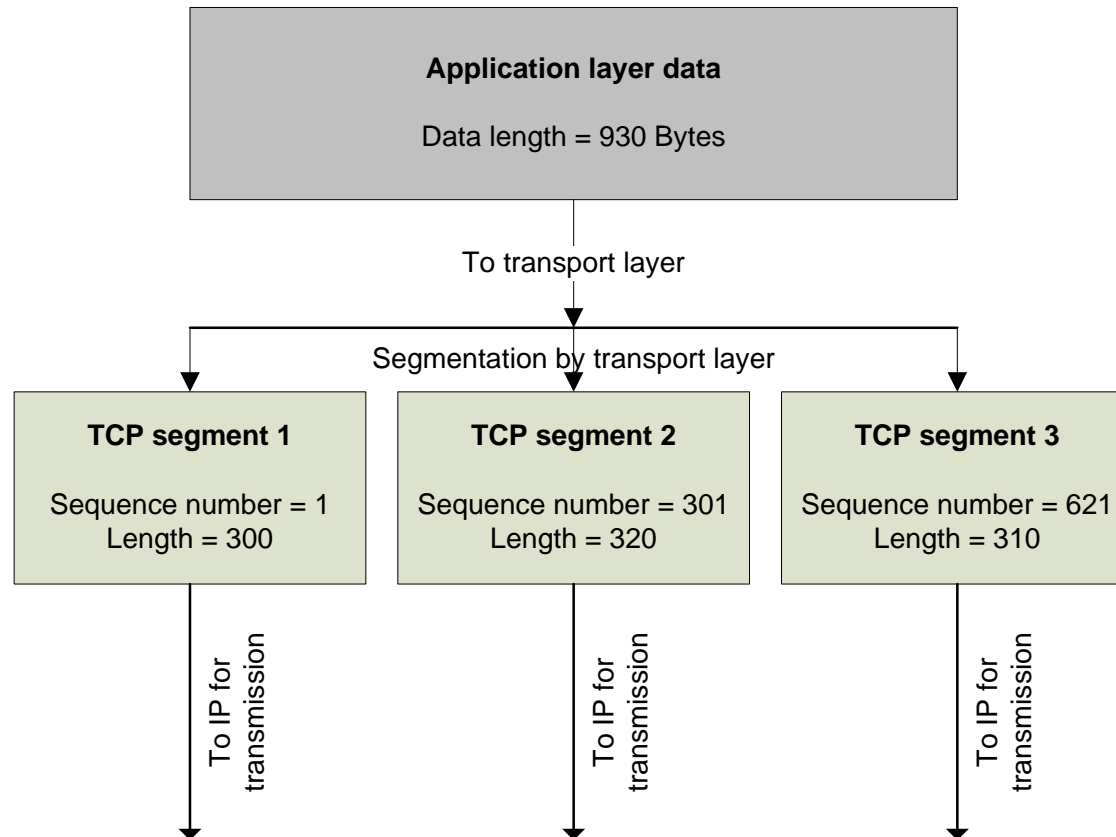 Application layer data
Data length = 930 Bytes
To transport layer
Segmentation by transport layer
TCP segment 1
Sequence number = 1
Length = 300
TCP segment 2
Sequence number = 301
Length = 320
TCP segment 3
Sequence number = 621
Length = 310
To IP for
transmission
To IP for
transmission
To IP for
transmission